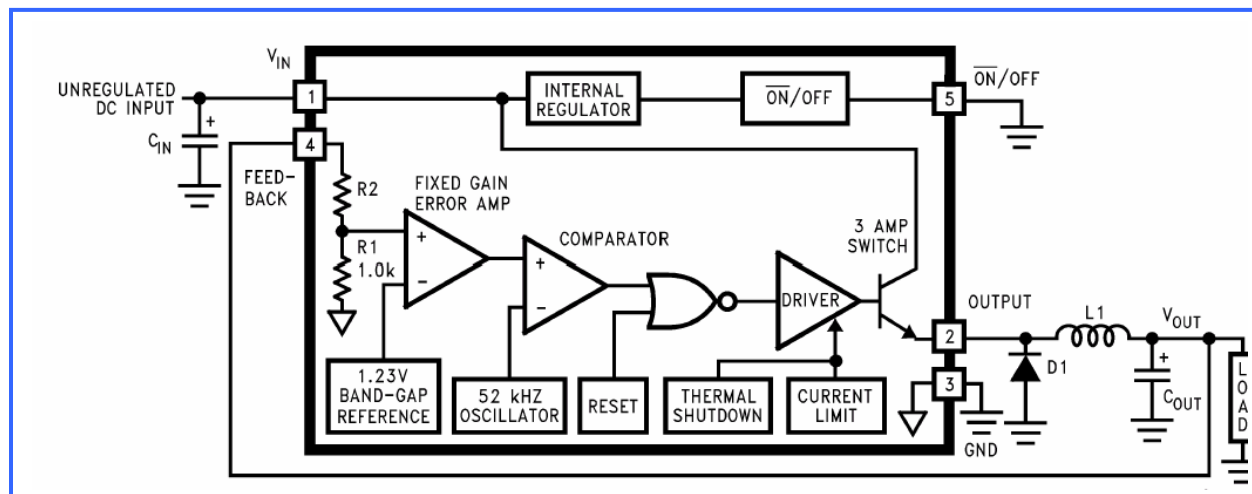 V_IN
UNREGULATED
DC INPUT
C_IN
+
1
4
FEED-
BACK
INTERNAL
REGULATOR
O̅N̅/OFF
5
O̅N̅/OFF
R2
R1
1.0k
FIXED GAIN
ERROR AMP
+
−
COMPARATOR
+
−
3 AMP
SWITCH
DRIVER
OUTPUT
2
3
GND
L1
V_OUT
D1
+
C_OUT
LOAD
1.23V
BAND-GAP
REFERENCE
52 kHZ
OSCILLATOR
RESET
THERMAL
SHUTDOWN
CURRENT
LIMIT